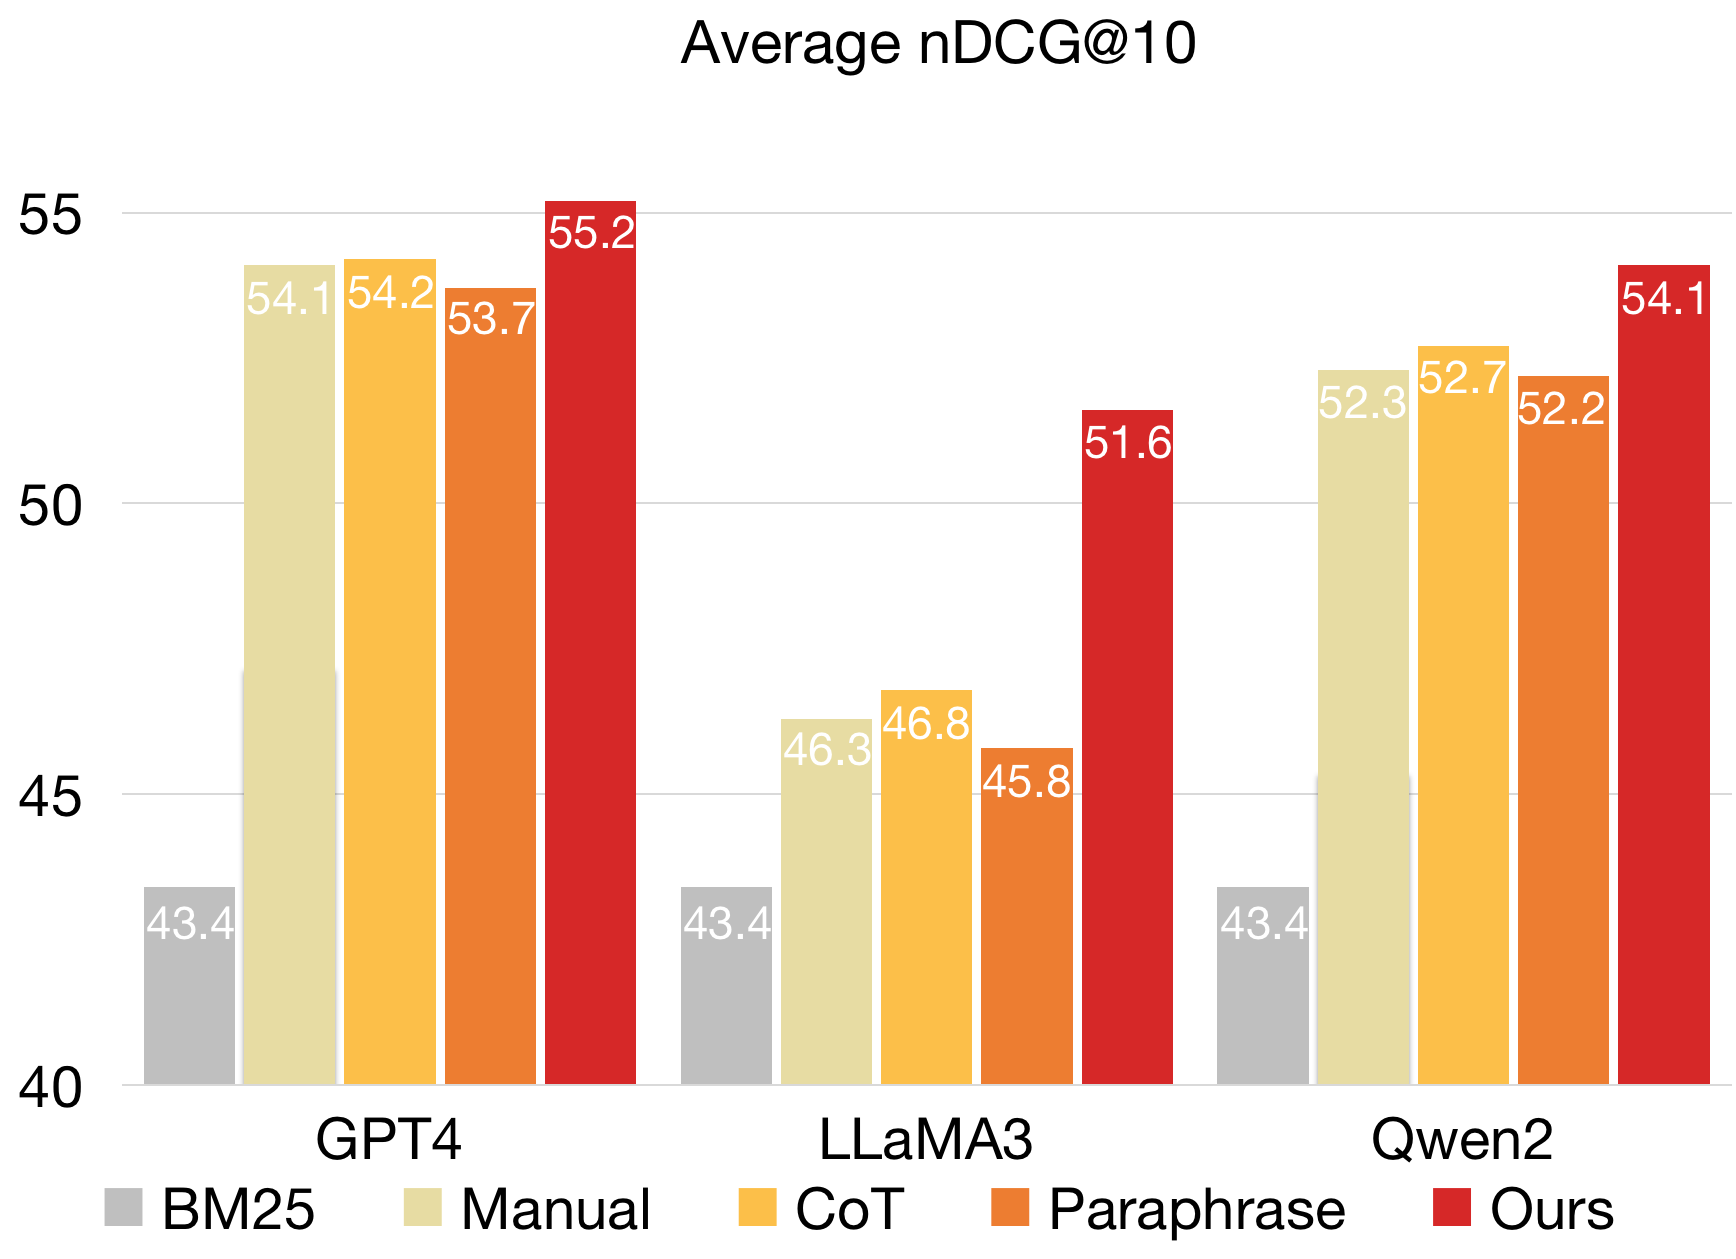 Average nDCG@10
55
50
45
40
43.4 54.1 54.2 53.7 55.2
43.4 46.3 46.8 45.8 51.6
43.4 52.3 52.7 52.2 54.1
GPT4 LLaMA3 Qwen2
BM25 Manual CoT Paraphrase Ours